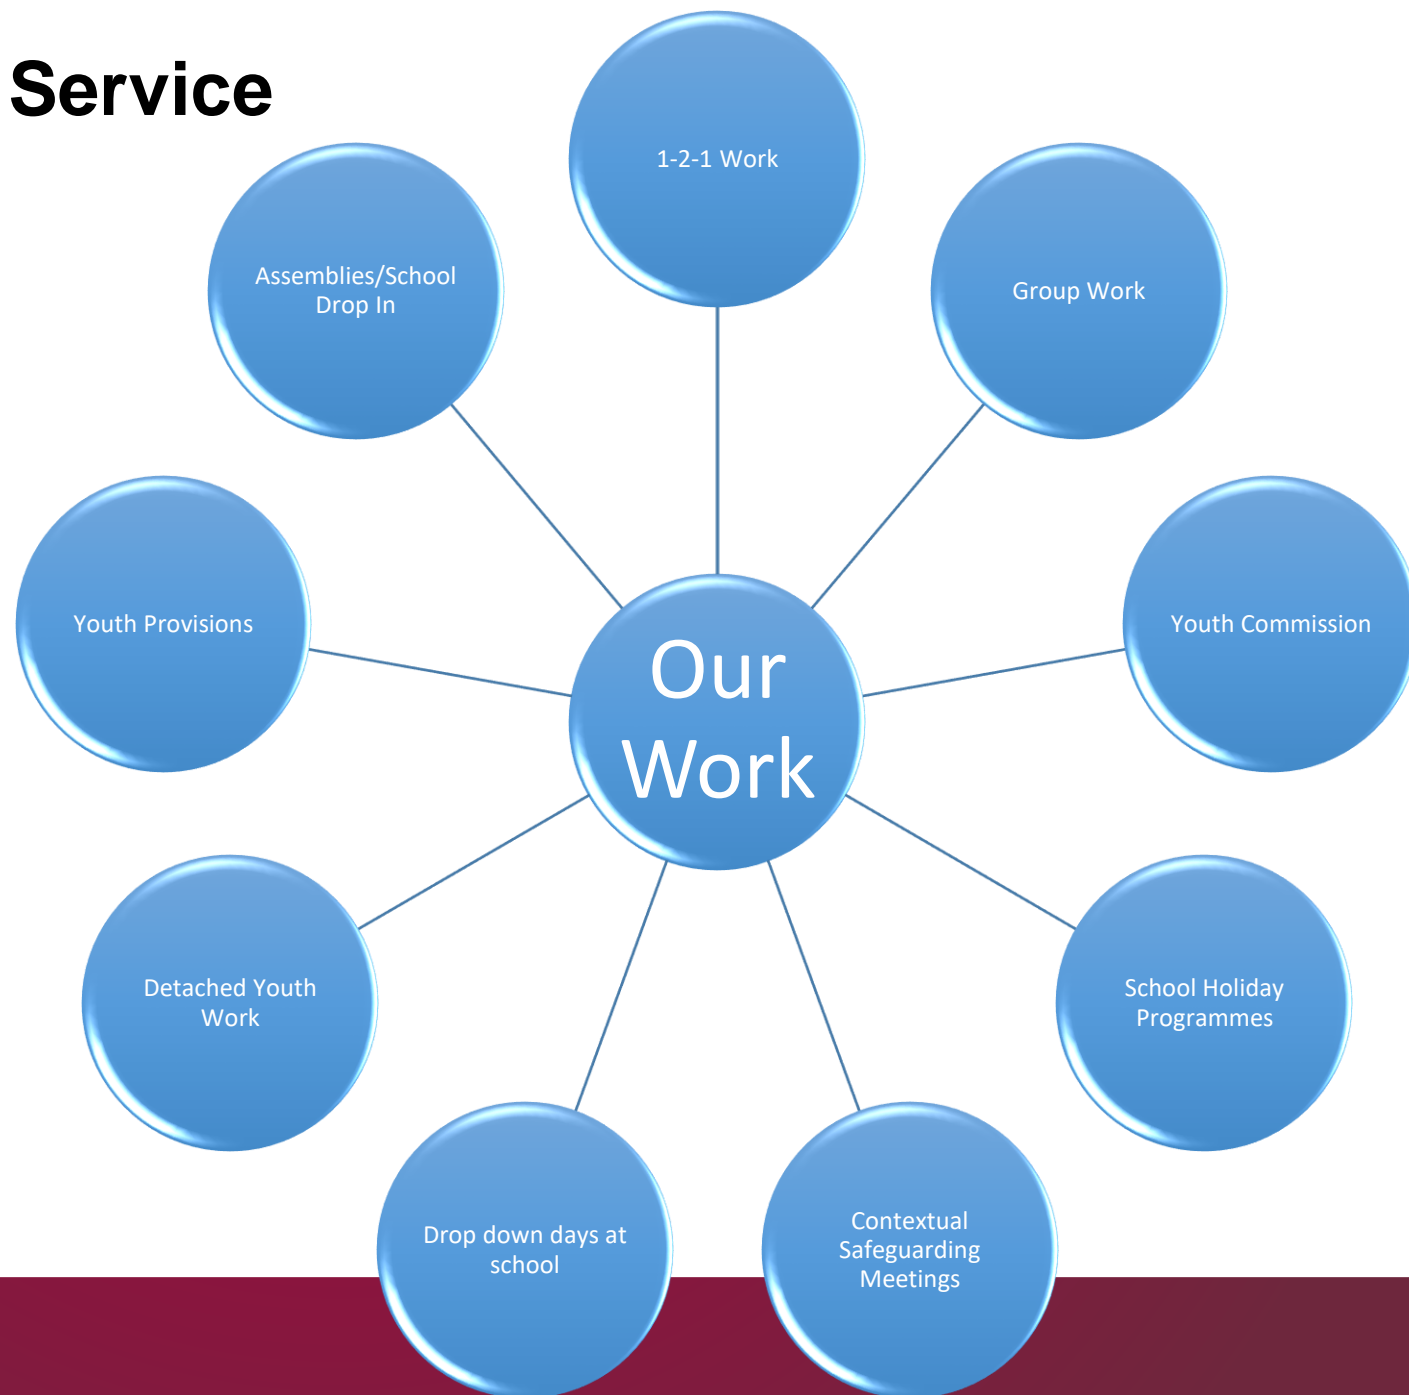 Service
1-2-1 Work
Group Work
Youth Commission
School Holiday
Programmes
Contextual
Safeguarding
Meetings
Drop down days at
school
Detached Youth
Work
Youth Provisions
Assemblies/School
Drop In
Our
Work